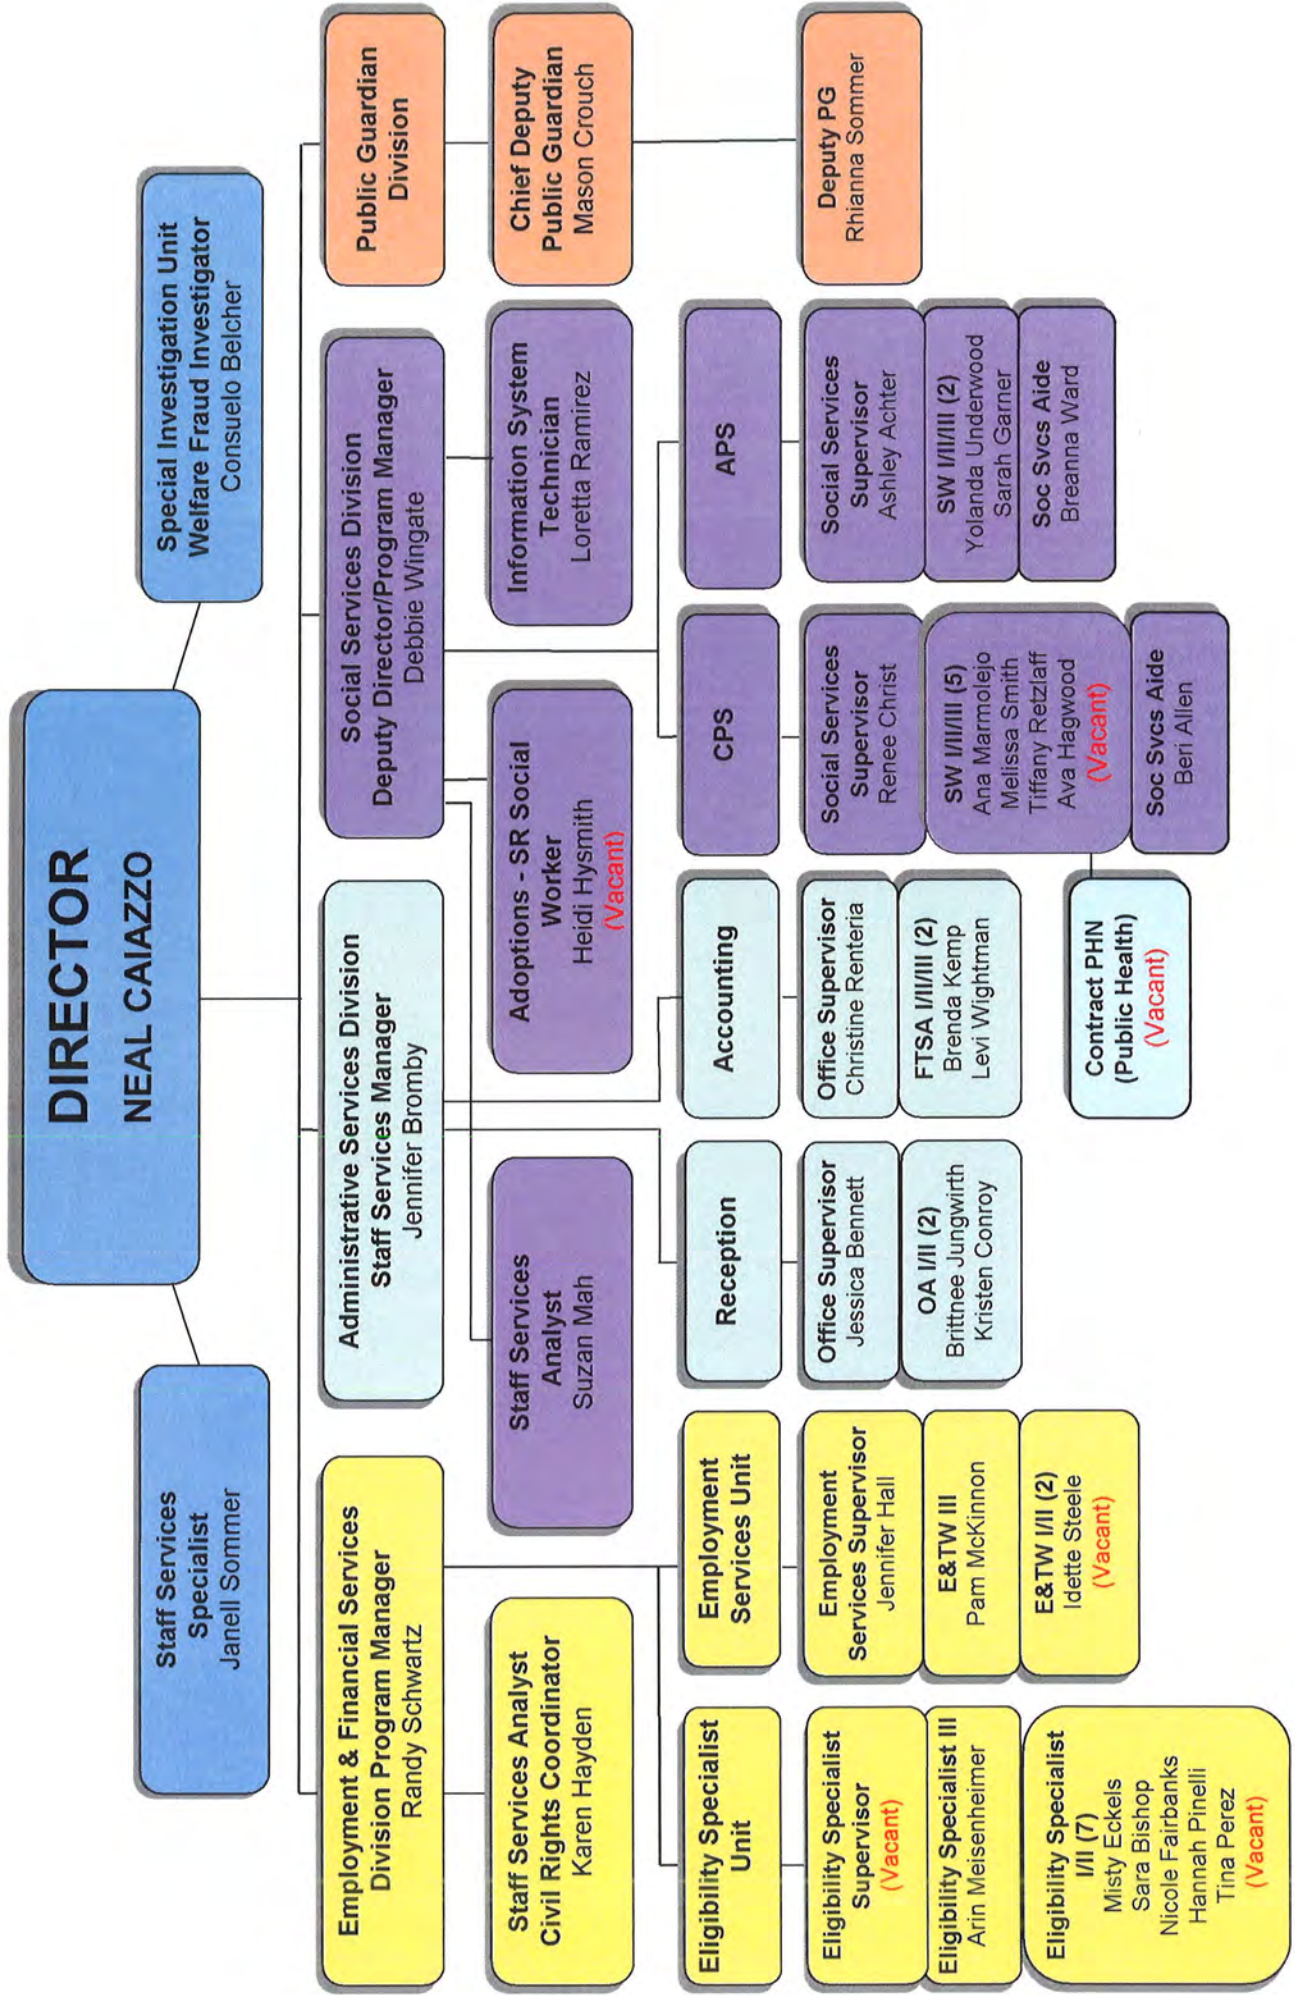 DIRECTOR
NEAL CAIAZZO
Staff Services
Specialist
Janell Sommer
Special Investigation Unit
Welfare Fraud Investigator
Consuelo Belcher
Employment & Financial Services
Division Program Manager
Randy Schwartz
Administrative Services Division
Staff Services Manager
Jennifer Bromby
Social Services Division
Deputy Director/Program Manager
Debbie Wingate
Public Guardian
Division
Staff Services Analyst
Civil Rights Coordinator
Karen Hayden
Staff Services
Analyst
Suzan Mah
Adoptions - SR Social
Worker
Heidi Hysmith
(Vacant)
Information System
Technician
Loretta Ramirez
Chief Deputy
Public Guardian
Mason Crouch
Eligibility Specialist
Unit
Employment
Services Unit
Reception
Accounting
CPS
APS
Eligibility Specialist
Supervisor
(Vacant)
Eligibility Specialist III
Arin Meisenheimer
Eligibility Specialist
I/II (7)
Misty Eckels
Sara Bishop
Nicole Fairbanks
Hannah Pinelli
Tina Perez
(Vacant)
Employment
Services Supervisor
Jennifer Hall
E&TW III
Pam McKinnon
E&TW I/II (2)
Idette Steele
(Vacant)
Office Supervisor
Jessica Bennett
OA I/II (2)
Brittnee Jungwirth
Kristen Conroy
Office Supervisor
Christine Renteria
FTSA I/II/III (2)
Brenda Kemp
Levi Wightman
Contract PHN
(Public Health)
(Vacant)
Social Services
Supervisor
Renee Christ
SW I/II/III (5)
Ana Marmolejo
Melissa Smith
Tiffany Retzlaff
Ava Hagwood
(Vacant)
Soc Svcs Aide
Beri Allen
Social Services
Supervisor
Ashley Achter
SW I/II/III (2)
Yolanda Underwood
Sarah Garner
Soc Svcs Aide
Breanna Ward
Deputy PG
Rhianna Sommer